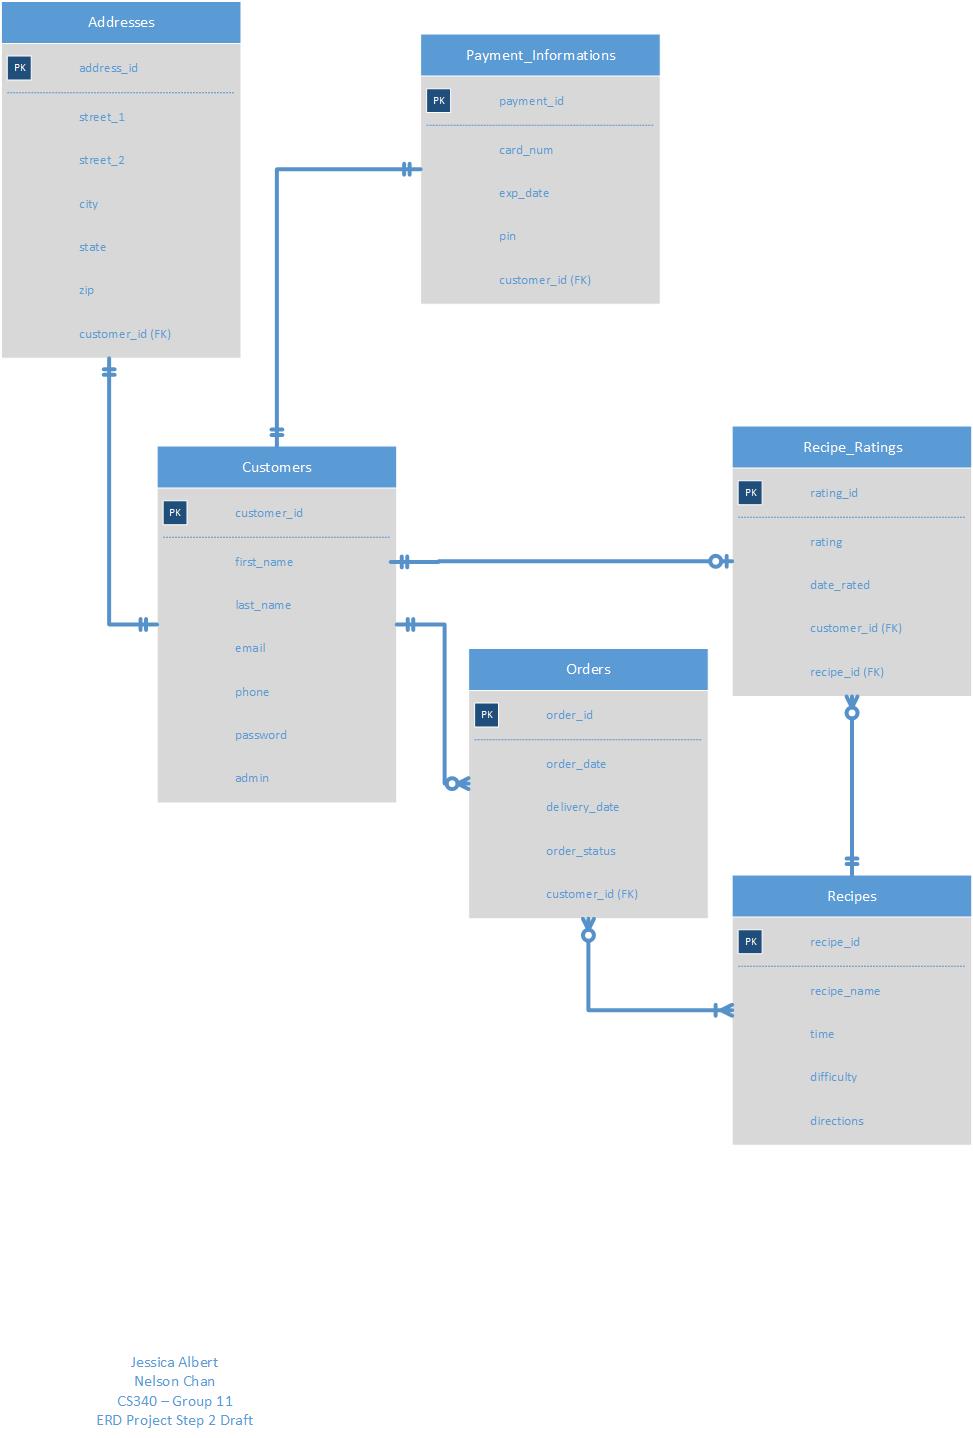 Addresses
PK address_id
street_1
street_2
city
state
zip
customer_id (FK)
Payment_Informations
PK payment_id
card_num
exp_date
pin
customer_id (FK)
Customers
PK customer_id
first_name
last_name
email
phone
password
admin
Recipe_Ratings
PK rating_id
rating
date_rated
customer_id (FK)
recipe_id (FK)
Orders
PK order_id
order_date
delivery_date
order_status
customer_id (FK)
Recipes
PK recipe_id
recipe_name
time
difficulty
directions
Jessica Albert
Nelson Chan
CS340 – Group 11
ERD Project Step 2 Draft